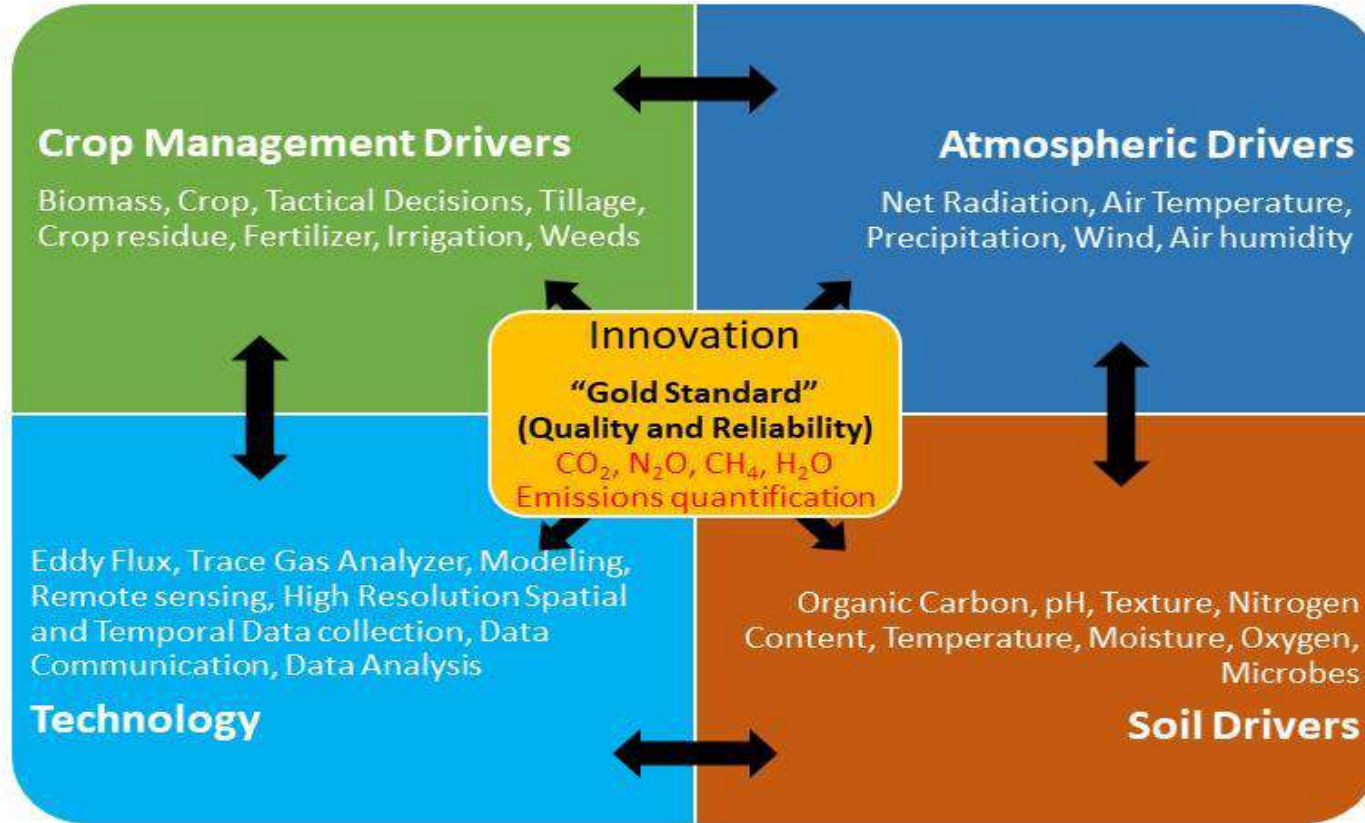 Crop Management Drivers
Biomass, Crop, Tactical Decisions, Tillage,
Crop residue, Fertilizer, Irrigation, Weeds
Atmospheric Drivers
Net Radiation, Air Temperature,
Precipitation, Wind, Air humidity
Innovation
“Gold Standard”
(Quality and Reliability)
CO₂, N₂O, CH₄, H₂O
Emissions quantification
Eddy Flux, Trace Gas Analyzer, Modeling,
Remote sensing, High Resolution Spatial
and Temporal Data collection, Data
Communication, Data Analysis
Technology
Organic Carbon, pH, Texture, Nitrogen
Content, Temperature, Moisture, Oxygen,
Microbes
Soil Drivers